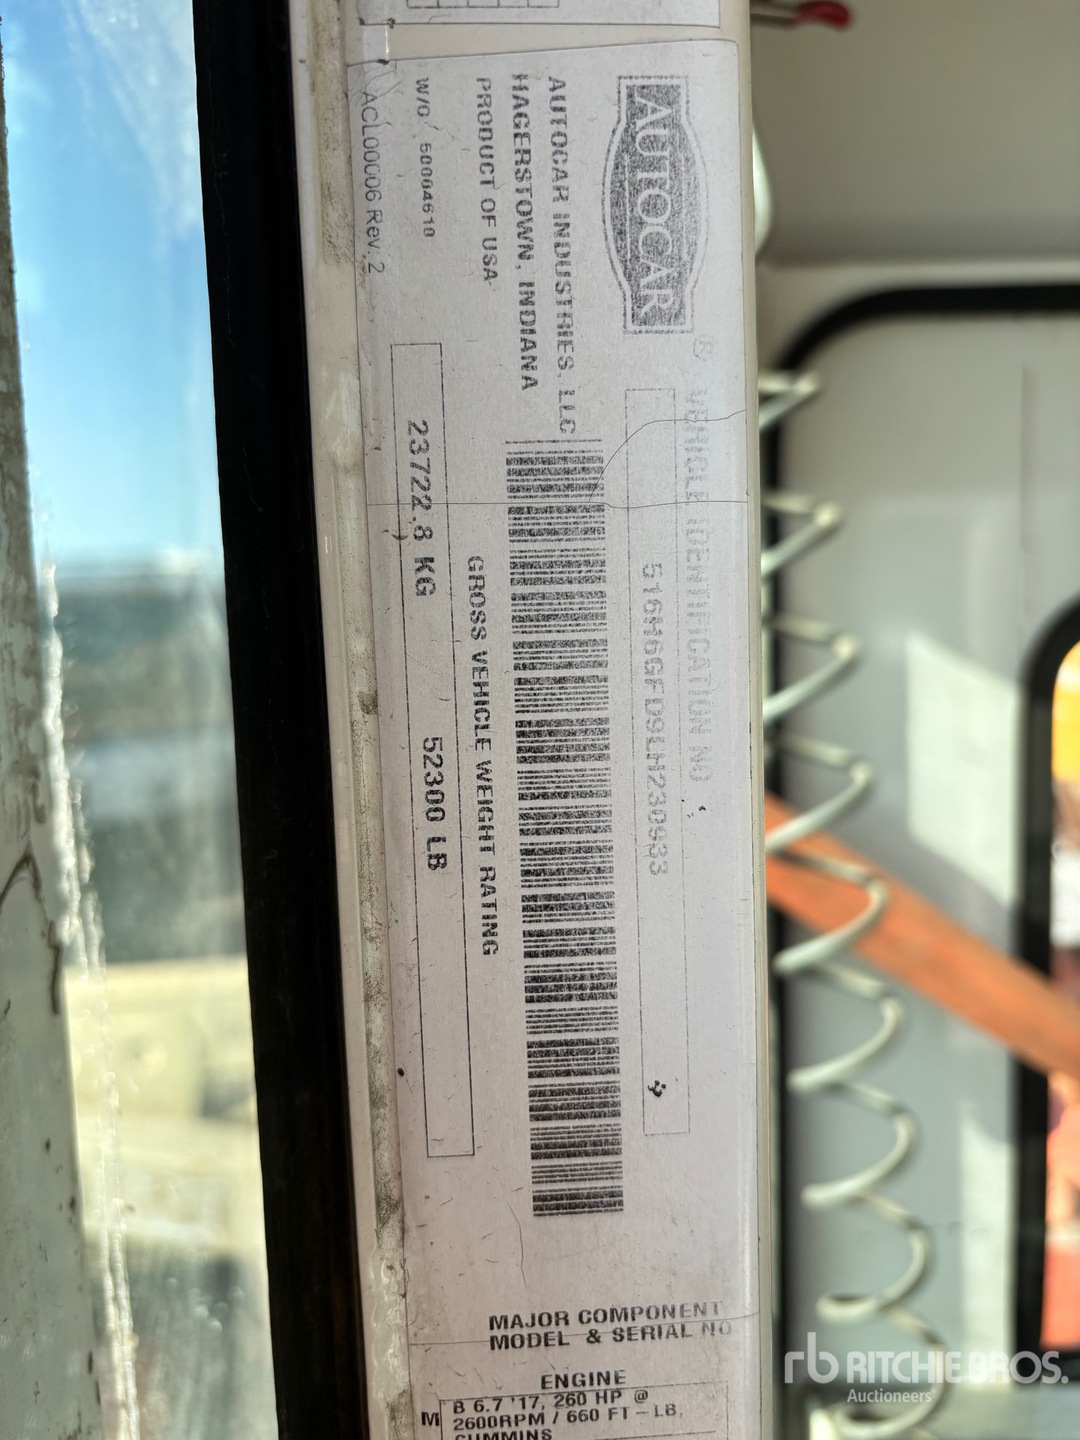 AUTOCAR
®
VEHICLE IDENTIFICATION NO
AUTOCAR INDUSTRIES, LLC
HAGERSTOWN, INDIANA
PRODUCT OF USA
W/O 50004610
ACL00006 Rev. 2
GROSS VEHICLE WEIGHT RATING
23722.8 KG 52300 LB
MAJOR COMPONENT
MODEL & SERIAL NO
ENGINE
M
B 6.7 '17, 260 HP @
2600RPM / 660 FT-LB,
CUMMINS
rb RITCHIE BROS.
Auctioneers